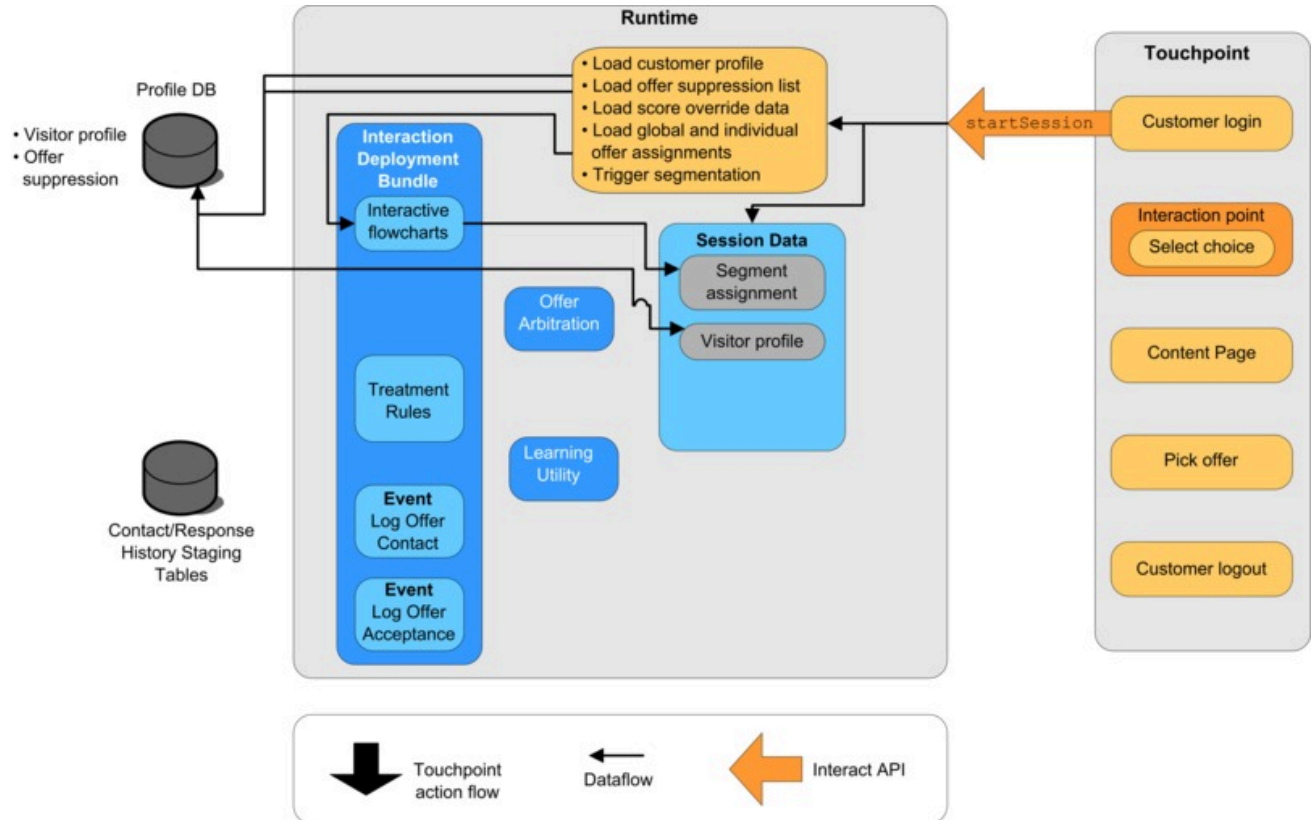 Runtime
Touchpoint
Profile DB
• Visitor profile
• Offer
suppression
• Load customer profile
• Load offer suppression list
• Load score override data
• Load global and individual
offer assignments
• Trigger segmentation
startSession
Customer login
Interaction
Deployment
Bundle
Interactive
flowcharts
Session Data
Segment
assignment
Visitor profile
Interaction point
Select choice
Offer
Arbitration
Content Page
Treatment
Rules
Learning
Utility
Pick offer
Event
Log Offer
Contact
Contact/Response
History Staging
Tables
Customer logout
Event
Log Offer
Acceptance
Touchpoint
action flow
Dataflow
Interact API